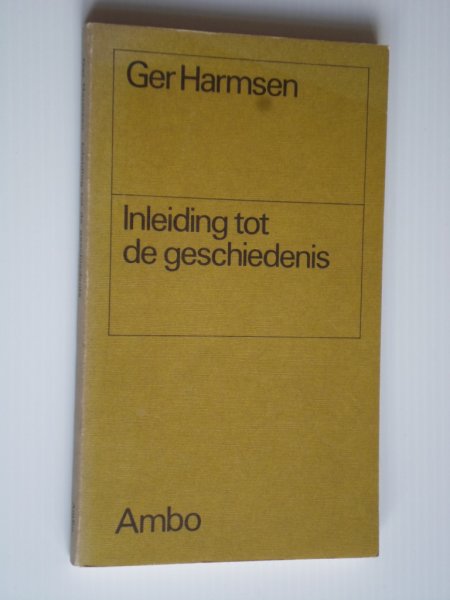 Ger Harmsen
Inleiding tot
de geschiedenis
Ambo